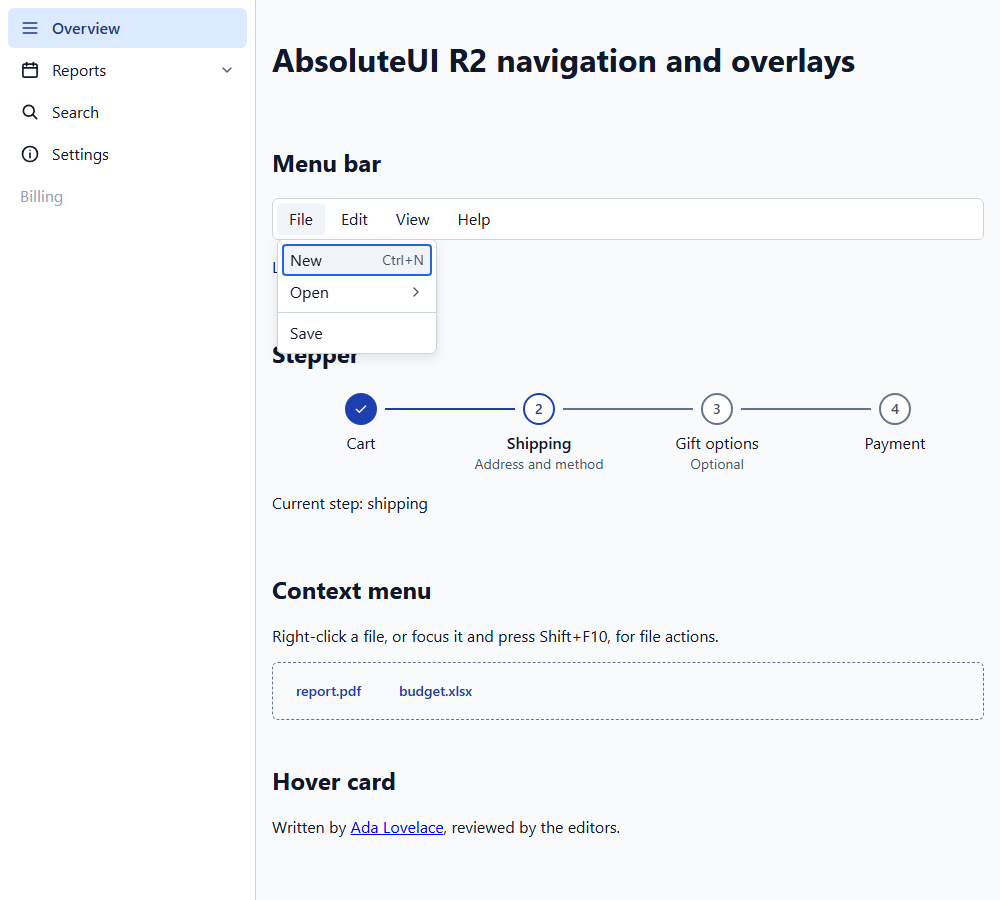 Overview
Reports
Search
Settings
Billing
AbsoluteUI R2 navigation and overlays
Menu bar
File Edit View Help
New Ctrl+N
Open
Save
Stepper
2 3 4
Cart Shipping Gift options Payment
Address and method Optional
Current step: shipping
Context menu
Right-click a file, or focus it and press Shift+F10, for file actions.
report.pdf budget.xlsx
Hover card
Written by Ada Lovelace, reviewed by the editors.